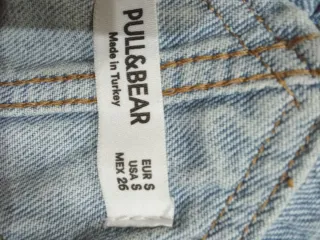 PULL&BEAR
Made in Turkey
EUR S
USA S
MEX 26